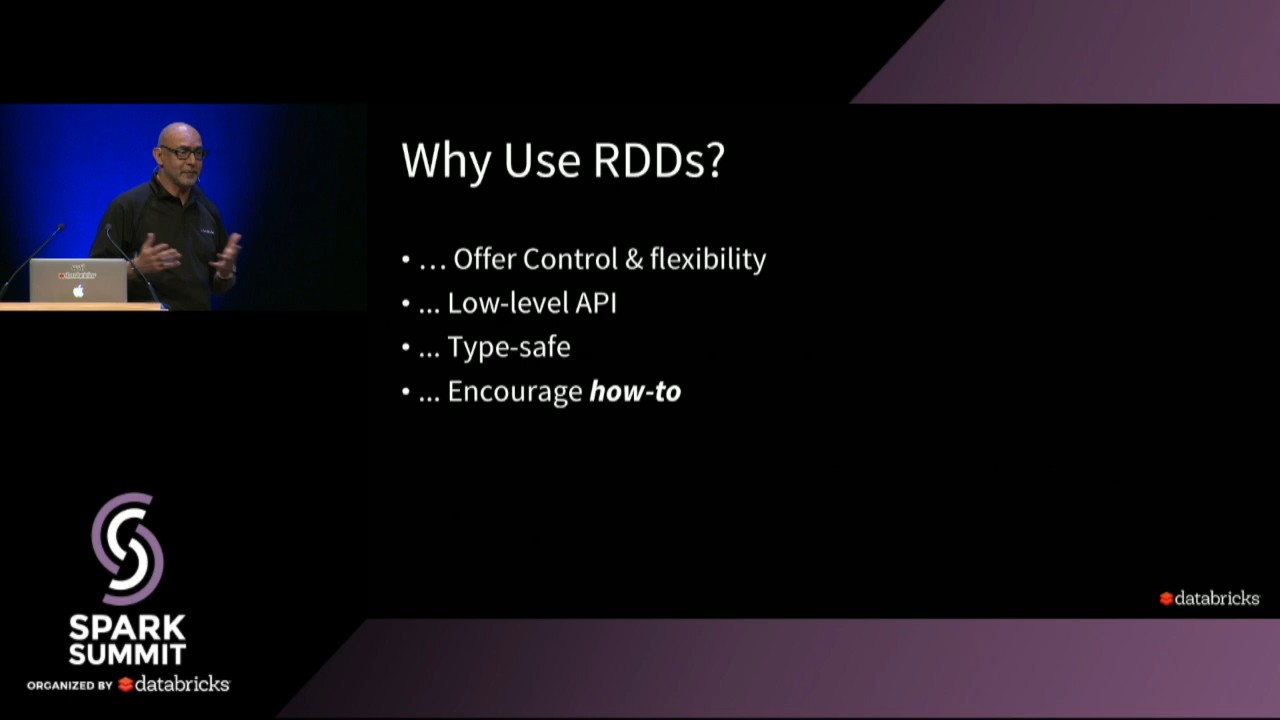 Why Use RDDs?
• … Offer Control & flexibility
• ... Low-level API
• ... Type-safe
• ... Encourage how-to
databricks
SPARK
SUMMIT
ORGANIZED BY databricks